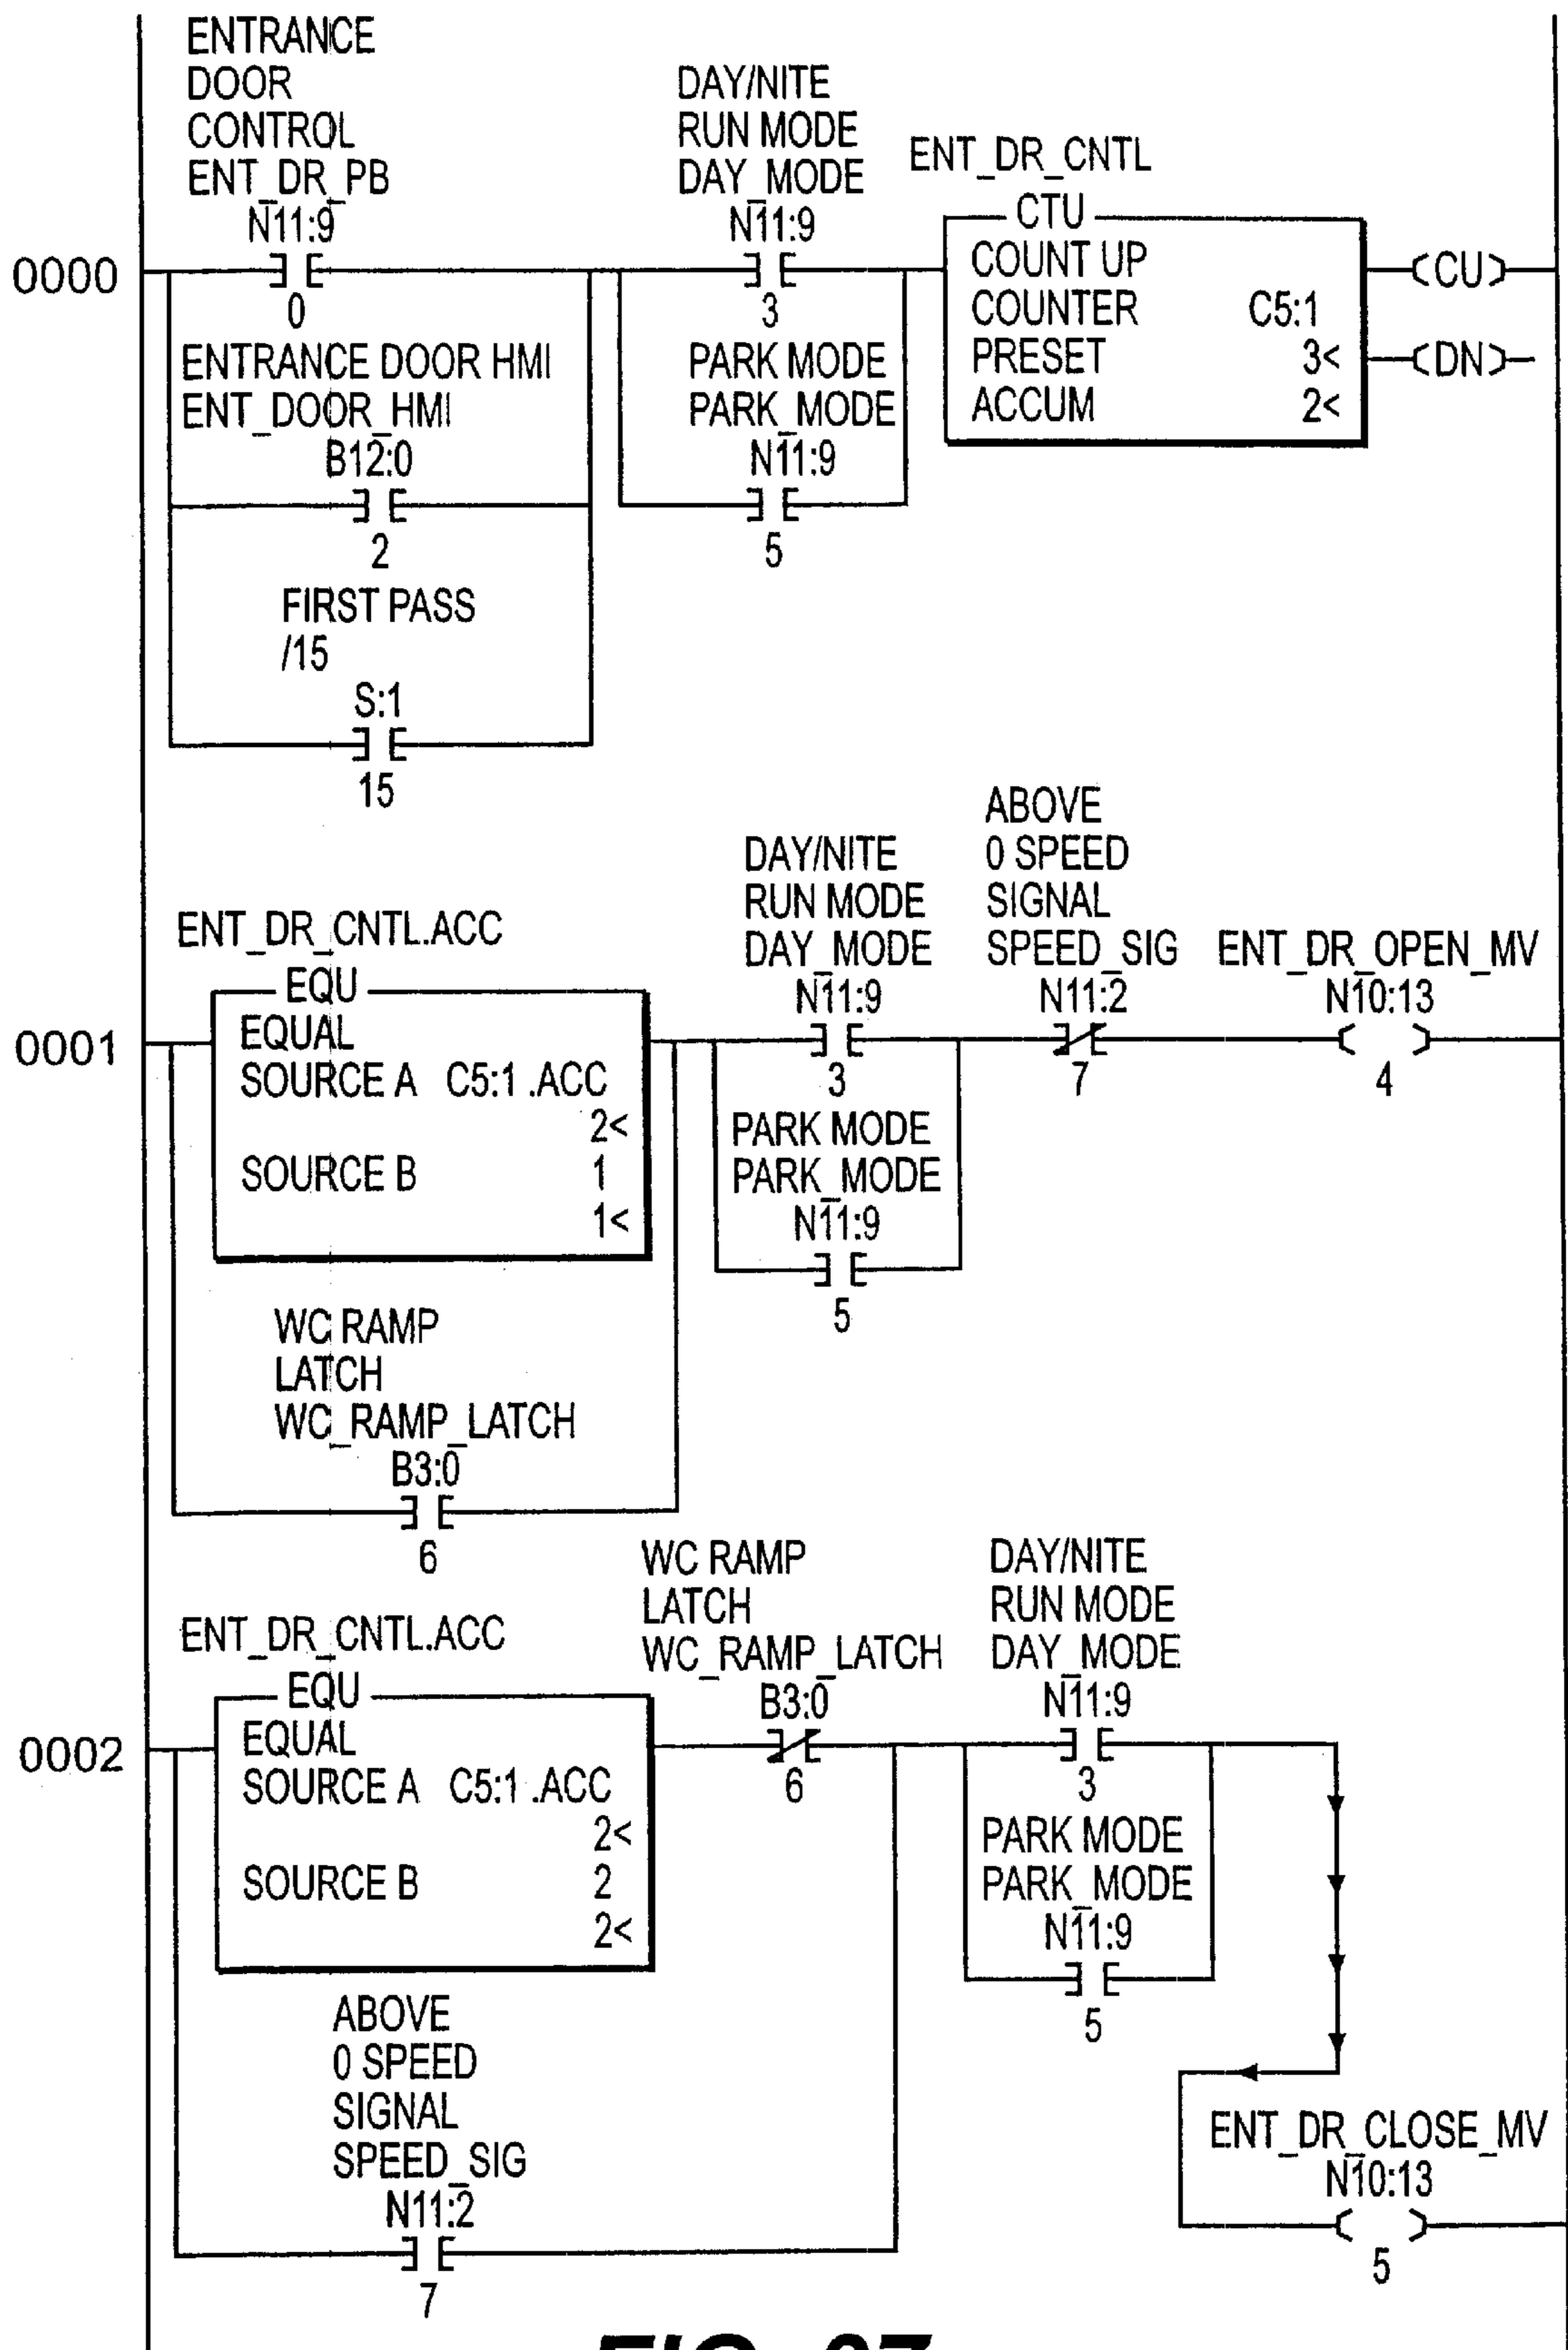 ENTRANCE
DOOR
CONTROL
ENT_DR_PB
N11:9
0
DAY/NITE
RUN MODE
DAY_MODE
N11:9
3
ENT_DR_CNTL
CTU
COUNT UP
COUNTER C5:1
PRESET 3<
ACCUM 2<
(CU)
(DN)
0000
ENTRANCE DOOR HMI
ENT_DOOR_HMI
B12:0
2
PARK MODE
PARK_MODE
N11:9
5
FIRST PASS
/15
S:1
15
0001
ENT_DR_CNTL.ACC
EQU
EQUAL
SOURCE A C5:1 .ACC
2<
SOURCE B 1
1<
DAY/NITE
RUN MODE
DAY_MODE
N11:9
3
ABOVE
0 SPEED
SIGNAL
SPEED_SIG
N11:2
7
ENT_DR_OPEN_MV
N10:13
4
PARK MODE
PARK_MODE
N11:9
5
WC RAMP
LATCH
WC_RAMP_LATCH
B3:0
6
0002
ENT_DR_CNTL.ACC
EQU
EQUAL
SOURCE A C5:1 .ACC
2<
SOURCE B 2
2<
WC RAMP
LATCH
WC_RAMP_LATCH
B3:0
6
DAY/NITE
RUN MODE
DAY_MODE
N11:9
3
PARK MODE
PARK_MODE
N11:9
5
ABOVE
0 SPEED
SIGNAL
SPEED_SIG
N11:2
7
ENT_DR_CLOSE_MV
N10:13
5